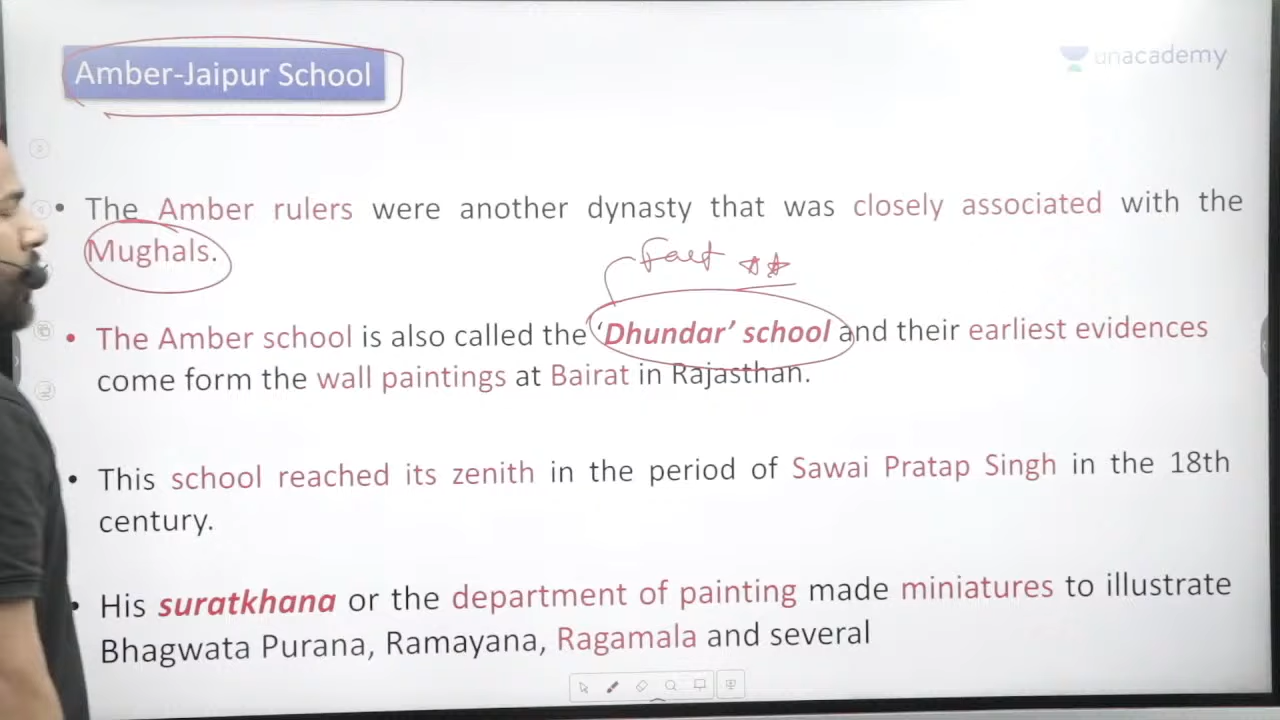 Amber-Jaipur School
unacademy
• The Amber rulers were another dynasty that was closely associated with the
Mughals.
Fact
• The Amber school is also called the ‘Dhundar’ school and their earliest evidences
come form the wall paintings at Bairat in Rajasthan.
• This school reached its zenith in the period of Sawai Pratap Singh in the 18th
century.
• His suratkhana or the department of painting made miniatures to illustrate
Bhagwata Purana, Ramayana, Ragamala and several